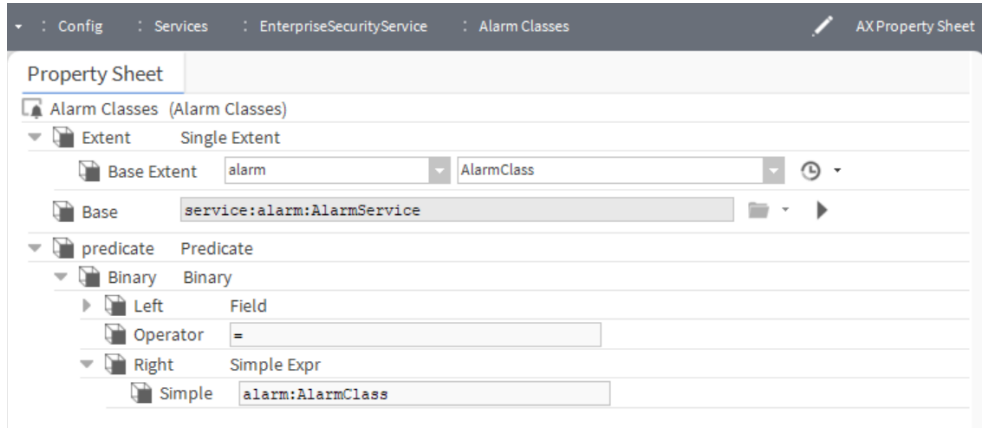 : Config : Services : EnterpriseSecurityService : Alarm Classes AX Property Sheet
Property Sheet
Alarm Classes (Alarm Classes)
Extent Single Extent
Base Extent alarm AlarmClass
Base service:alarm:AlarmService
predicate Predicate
Binary Binary
Left Field
Operator =
Right Simple Expr
Simple alarm:AlarmClass